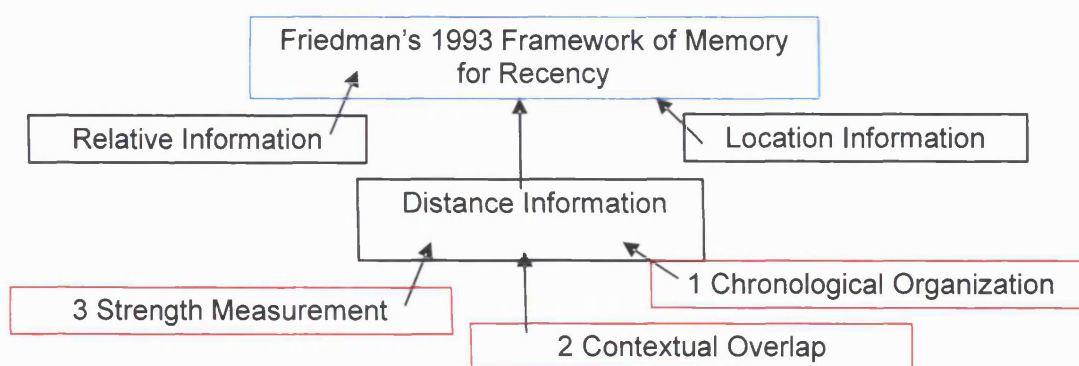 Friedman's 1993 Framework of Memory
for Recency
Relative Information
Location Information
Distance Information
1 Chronological Organization
3 Strength Measurement
2 Contextual Overlap